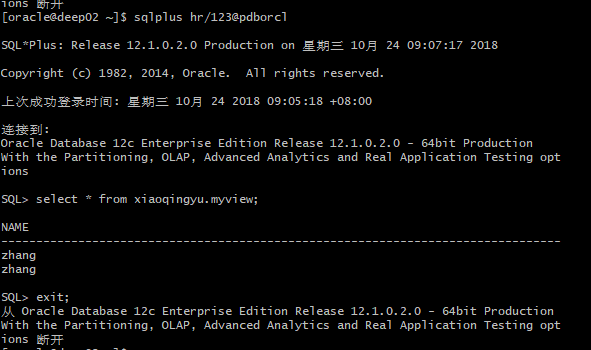 ions 断开
[oracle@deep02 ~]$ sqlplus hr/123@pdborcl
SQL*Plus: Release 12.1.0.2.0 Production on 星期三 10月 24 09:07:17 2018
Copyright (c) 1982, 2014, Oracle.  All rights reserved.
上次成功登录时间: 星期三 10月 24 2018 09:05:18 +08:00
连接到:
Oracle Database 12c Enterprise Edition Release 12.1.0.2.0 - 64bit Production
With the Partitioning, OLAP, Advanced Analytics and Real Application Testing opt
ions
SQL> select * from xiaoqingyu.myview;
NAME
--------------------------------------------------------------------------------
zhang
zhang
SQL> exit;
从 Oracle Database 12c Enterprise Edition Release 12.1.0.2.0 - 64bit Production
With the Partitioning, OLAP, Advanced Analytics and Real Application Testing opt
ions 断开